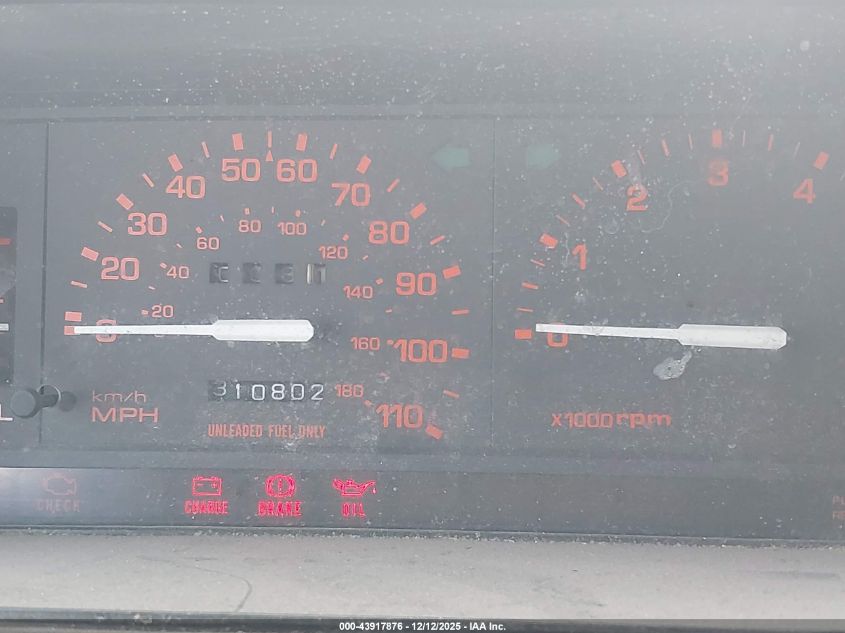 50 60
40 70
30 80
20 90
0 100
110
80 100
60 120
40 140
20 160
180
310802
km/h
MPH
UNLEADED FUEL ONLY
0 1 2 3 4
x1000 rpm
L
CHECK
CHARGE
BRAKE
OIL
000-43917876 - 12/12/2025 - IAA Inc.